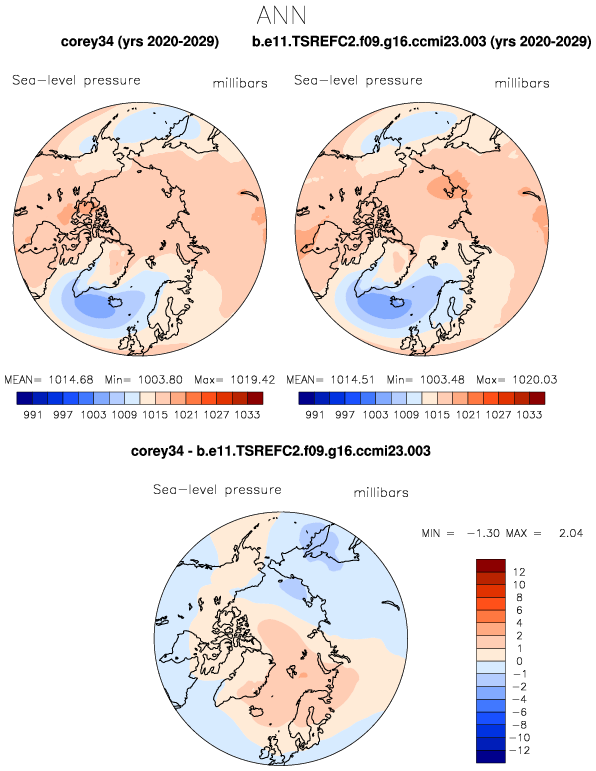 ANN
corey34 (yrs 2020-2029) b.e11.TSREFC2.f09.g16.ccmi23.003 (yrs 2020-2029)
Sea-level pressure millibars Sea-level pressure millibars
MEAN= 1014.68 Min= 1003.80 Max= 1019.42 MEAN= 1014.51 Min= 1003.48 Max= 1020.03
991 997 1003 1009 1015 1021 1027 1033 991 997 1003 1009 1015 1021 1027 1033
corey34 - b.e11.TSREFC2.f09.g16.ccmi23.003
Sea-level pressure millibars
MIN = -1.30 MAX = 2.04
12
10
8
6
4
2
1
0
-1
-2
-4
-6
-8
-10
-12